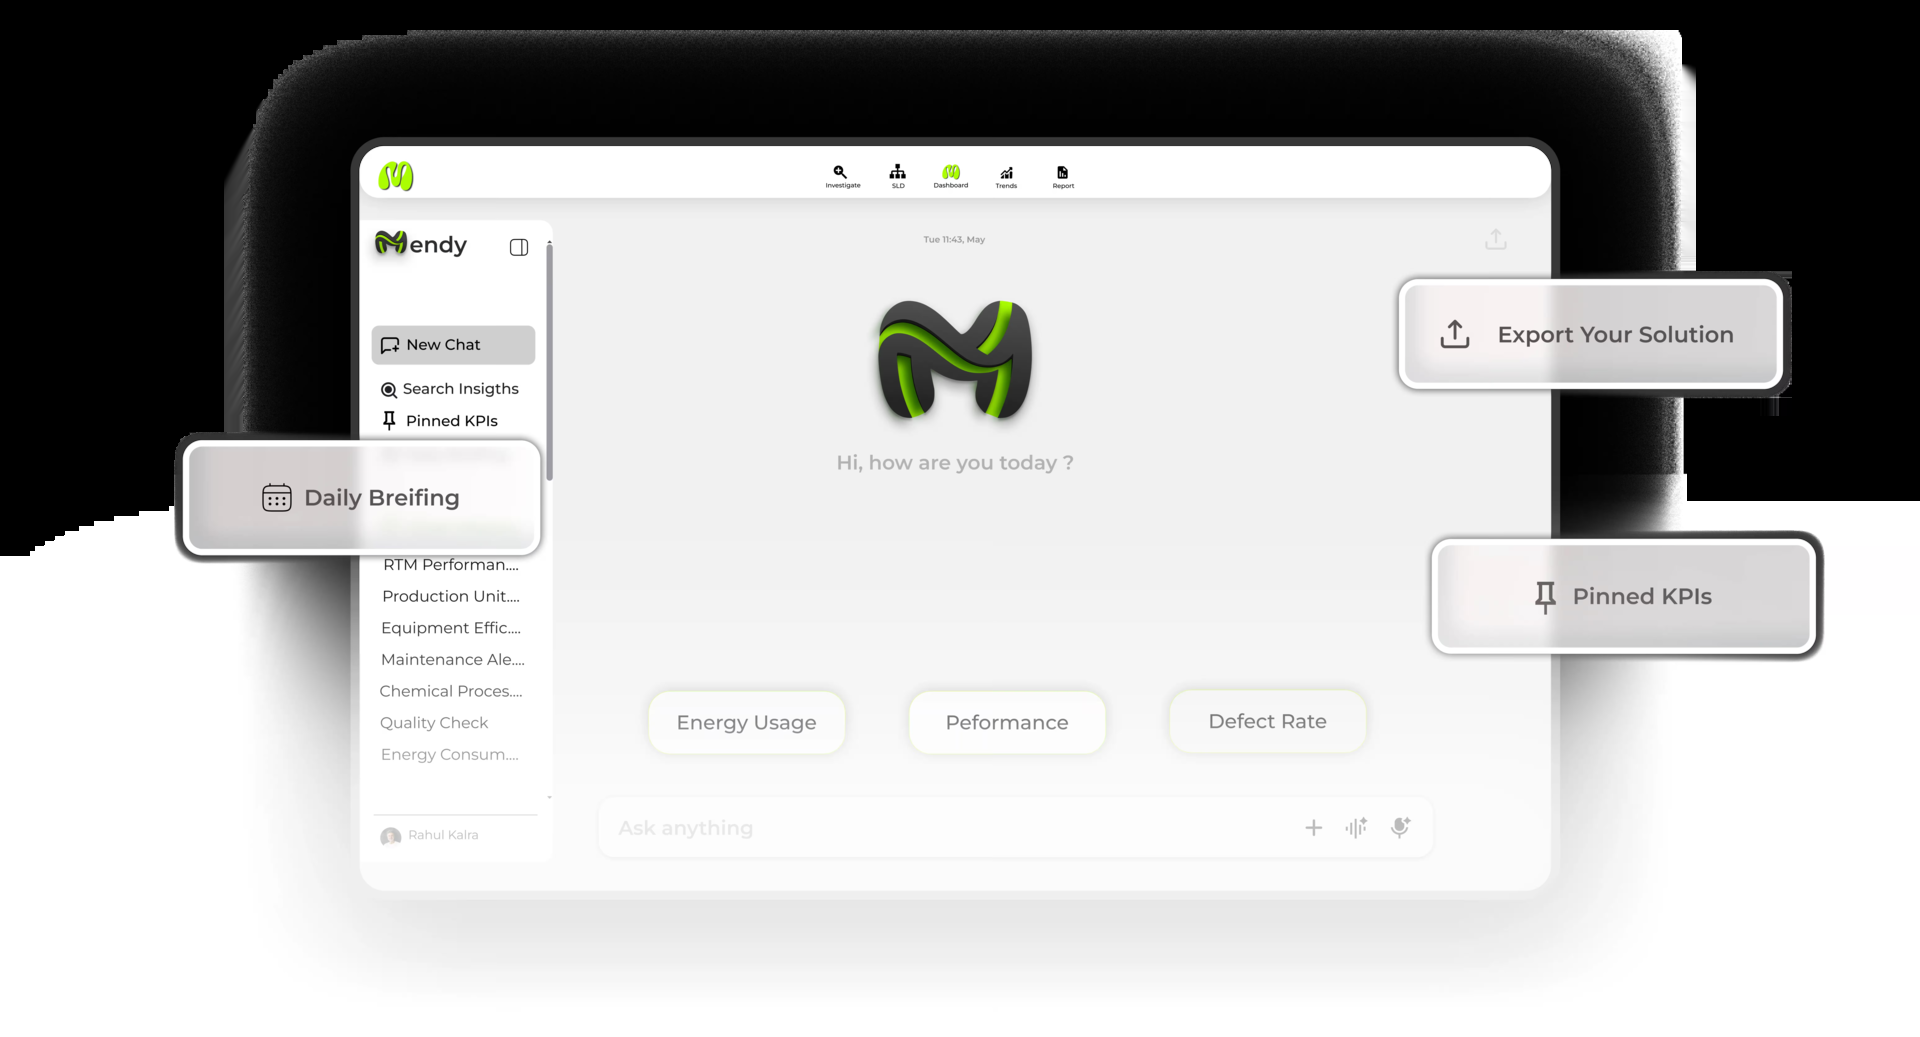 Investigate
SLD
Dashboard
Trends
Report
Mendy
Tue 11:43, May
New Chat
Search Insigths
Pinned KPIs
Export Your Solution
Hi, how are you today ?
Daily Breifing
RTM Performan....
Production Unit....
Equipment Effic....
Maintenance Ale....
Chemical Proces....
Quality Check
Energy Consum....
Pinned KPIs
Energy Usage
Peformance
Defect Rate
Ask anything
Rahul Kalra